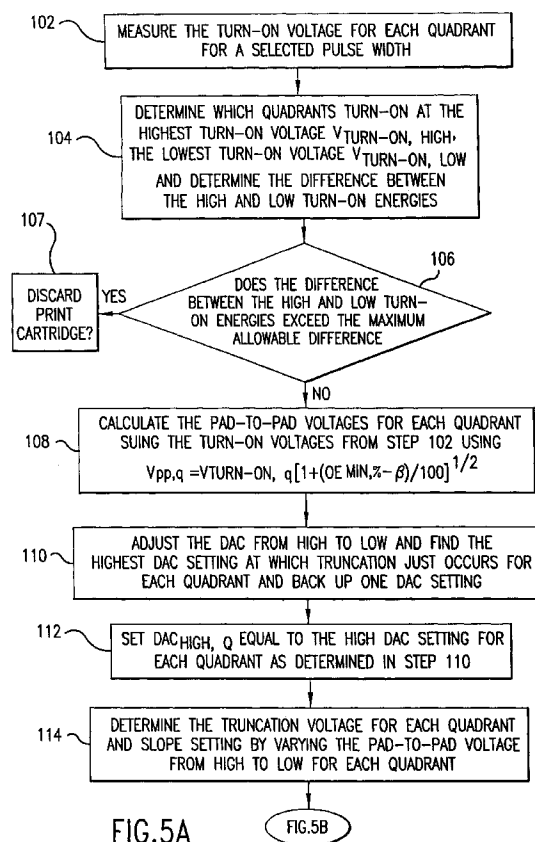 102
MEASURE THE TURN-ON VOLTAGE FOR EACH QUADRANT
FOR A SELECTED PULSE WIDTH
104
DETERMINE WHICH QUADRANTS TURN-ON AT THE
HIGHEST TURN-ON VOLTAGE V TURN-ON, HIGH,
THE LOWEST TURN-ON VOLTAGE V TURN-ON, LOW
AND DETERMINE THE DIFFERENCE BETWEEN
THE HIGH AND LOW TURN-ON ENERGIES
107
DISCARD
PRINT
CARTRIDGE?
YES
106
DOES THE DIFFERENCE
BETWEEN THE HIGH AND LOW TURN-
ON ENERGIES EXCEED THE MAXIMUM
ALLOWABLE DIFFERENCE
NO
108
CALCULATE THE PAD-TO-PAD VOLTAGES FOR EACH QUADRANT
SUING THE TURN-ON VOLTAGES FROM STEP 102 USING
Vpp,q =VTURN-ON, q[1+(OE MIN,%-β)/100]^1/2
110
ADJUST THE DAC FROM HIGH TO LOW AND FIND THE
HIGHEST DAC SETTING AT WHICH TRUNCATION JUST OCCURS FOR
EACH QUADRANT AND BACK UP ONE DAC SETTING
112
SET DAC HIGH, Q EQUAL TO THE HIGH DAC SETTING FOR
EACH QUADRANT AS DETERMINED IN STEP 110
114
DETERMINE THE TRUNCATION VOLTAGE FOR EACH QUADRANT
AND SLOPE SETTING BY VARYING THE PAD-TO-PAD VOLTAGE
FROM HIGH TO LOW FOR EACH QUADRANT
FIG.5A
FIG.5B